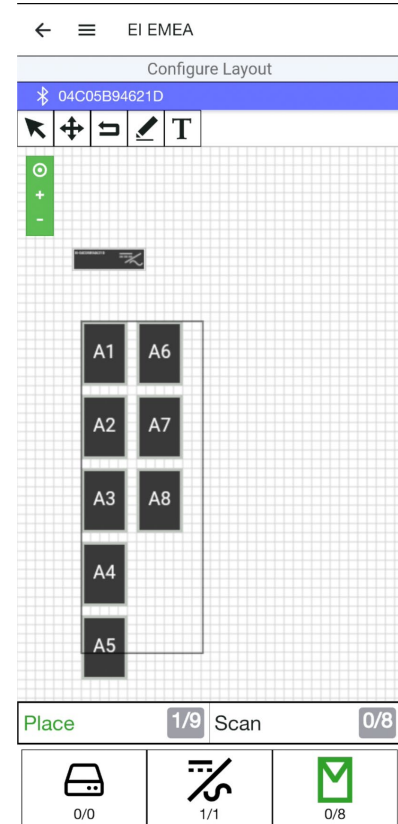 EI EMEA
Configure Layout
04C05B94621D
T
A1 A6
A2 A7
A3 A8
A4
A5
Place 1/9 Scan 0/8
0/0 1/1 0/8